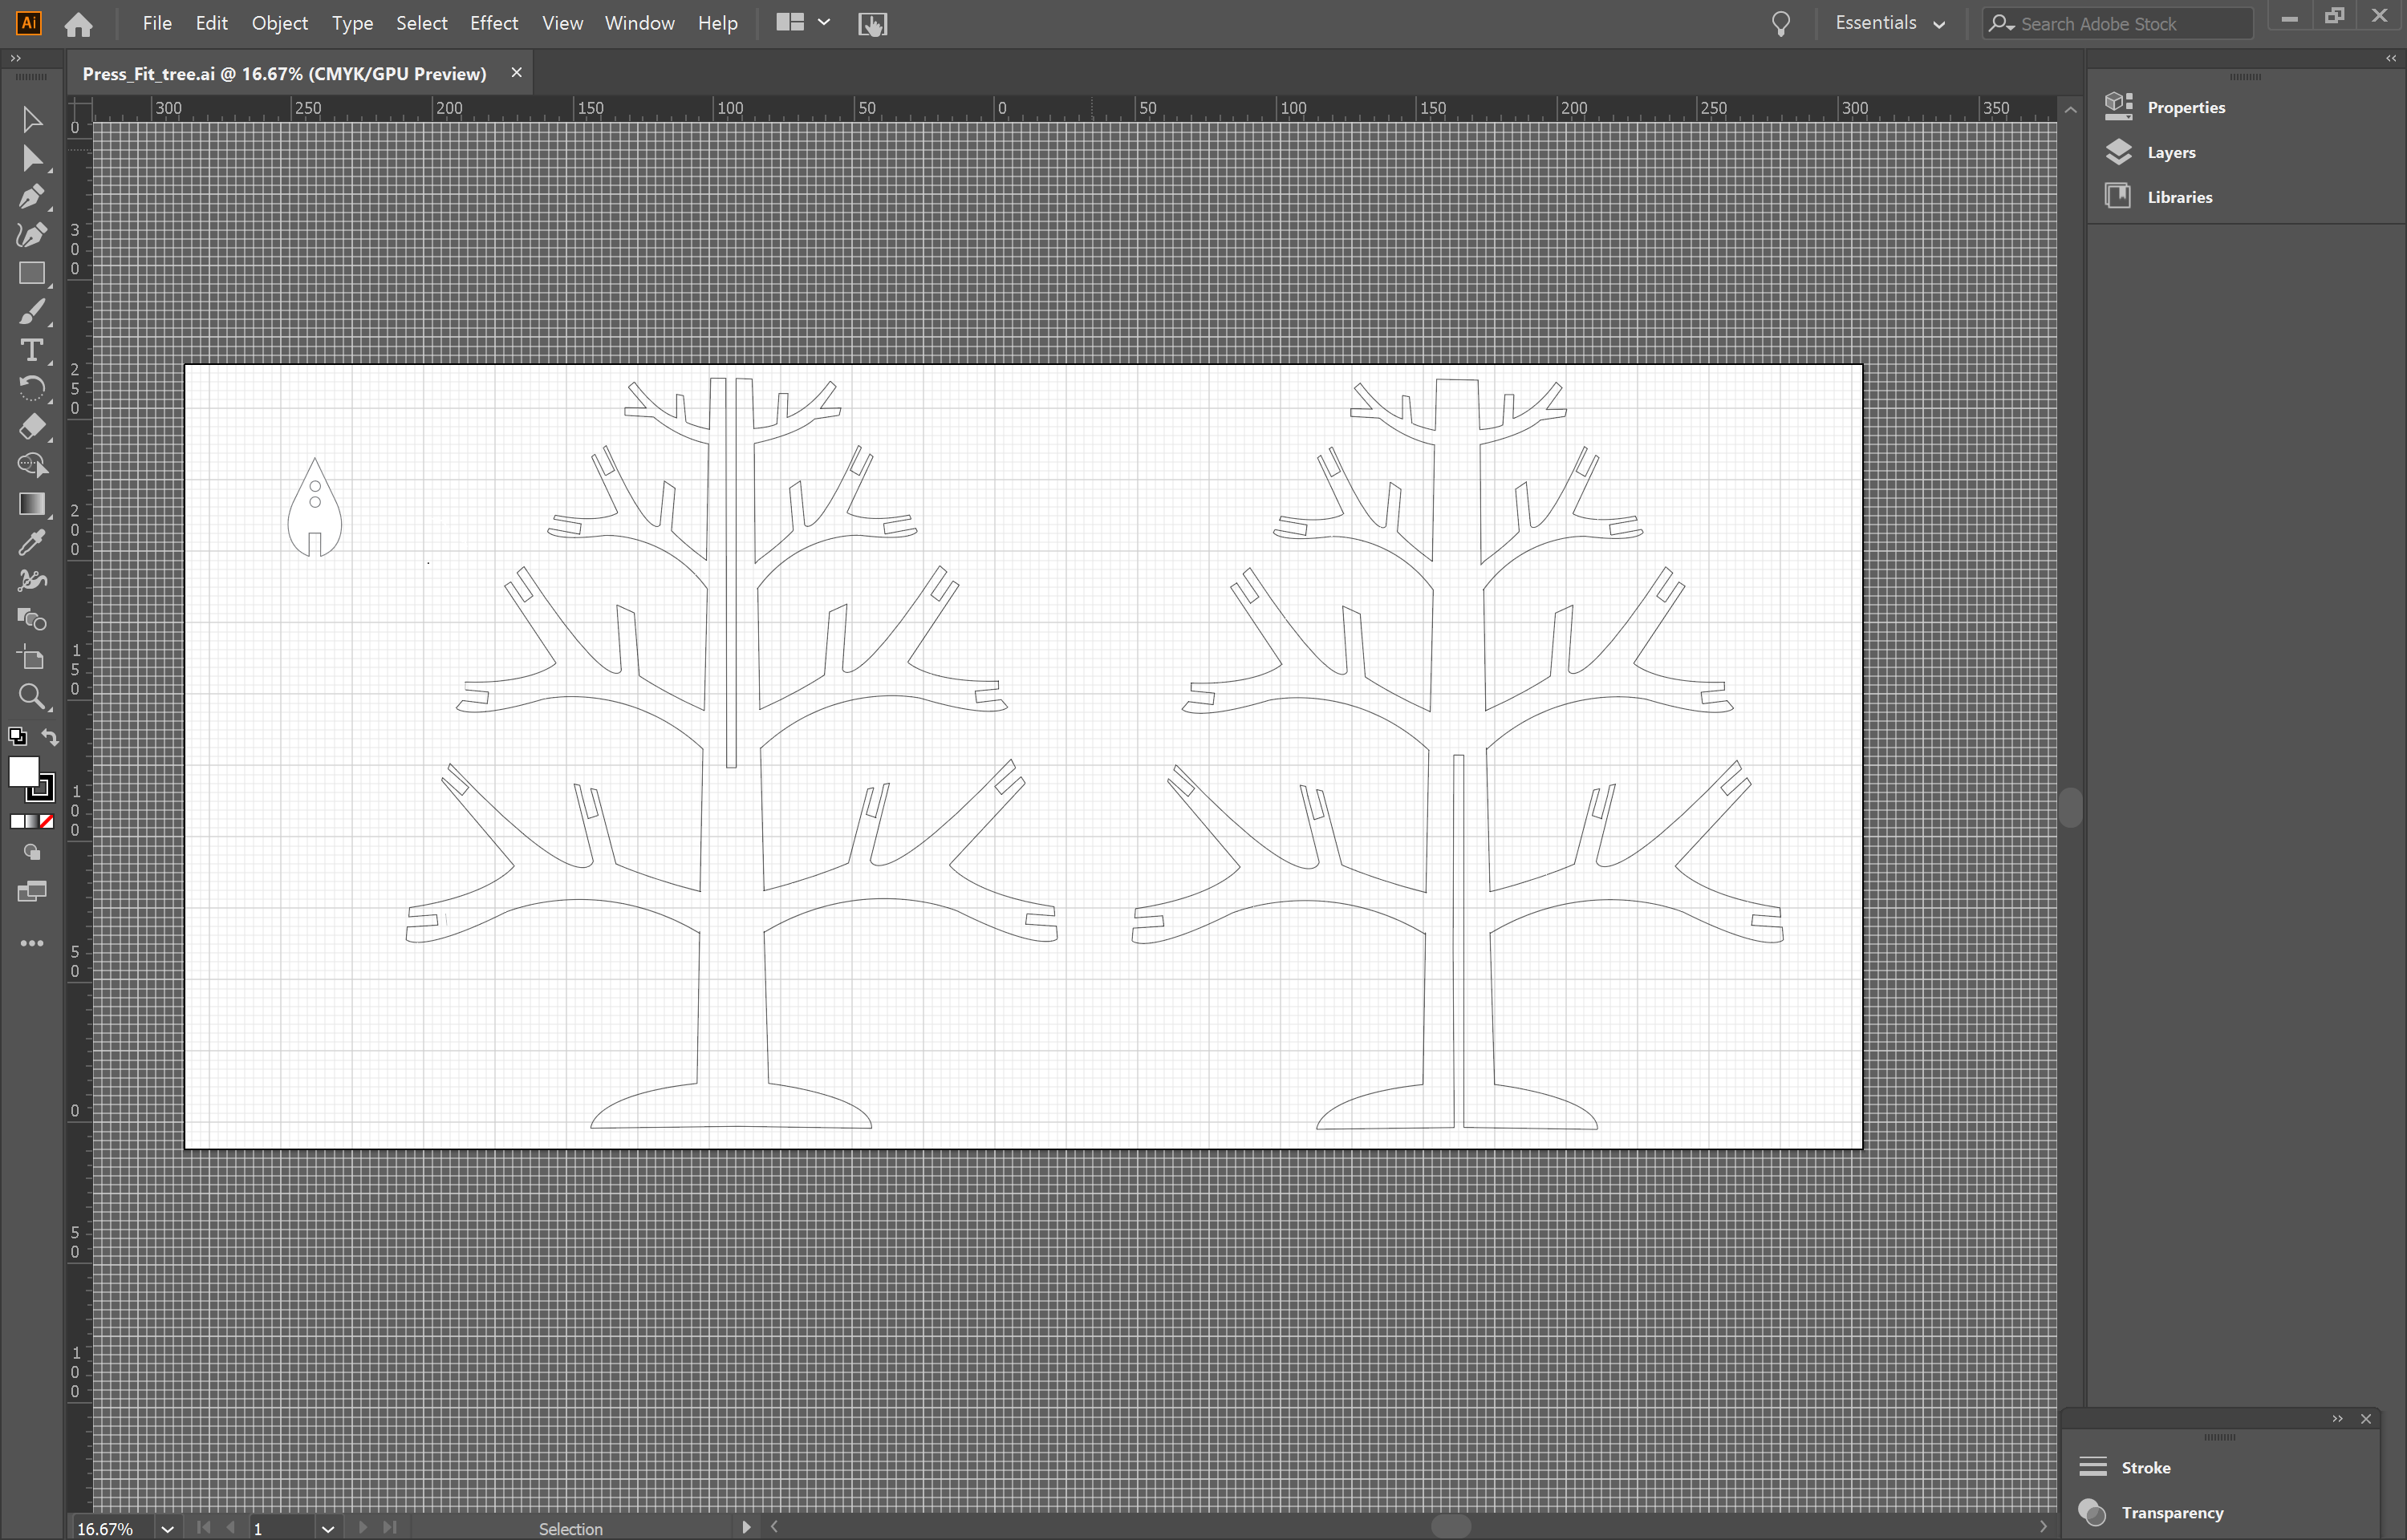 Ai File Edit Object Type Select Effect View Window Help Essentials Search Adobe Stock
Press_Fit_tree.ai @ 16.67% (CMYK/GPU Preview)
300 250 200 150 100 50 0 50 100 150 200 250 300 350
0
300
250
200
150
100
50
0
50
100
Properties
Layers
Libraries
Stroke
Transparency
16.67% 1 Selection